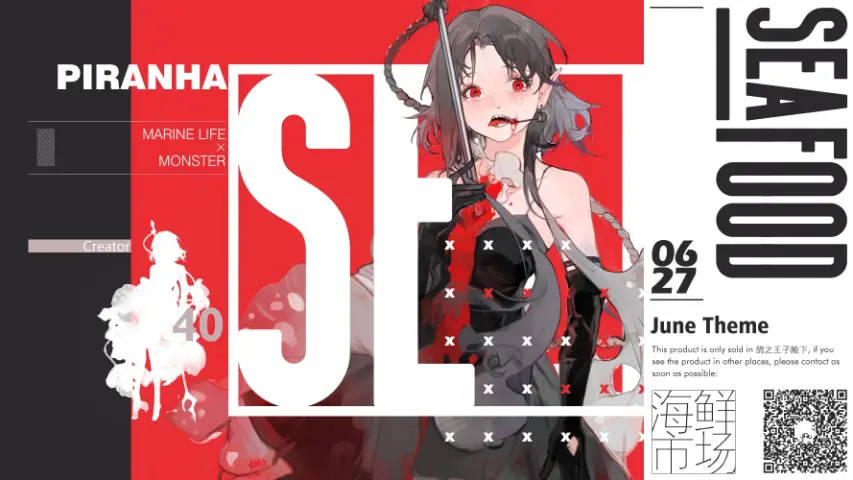 PIRANHA
MARINE LIFE
×
MONSTER
Creator
40
SE
x x x x
x x x x x x
x x x x x x
x x x x x
x x x x x x
SEAFOOD
06
27
June Theme
This product is only sold in 鸽之王子殿下, if you
see the product in other places, please contact as
soon as possible:
海鲜
市场